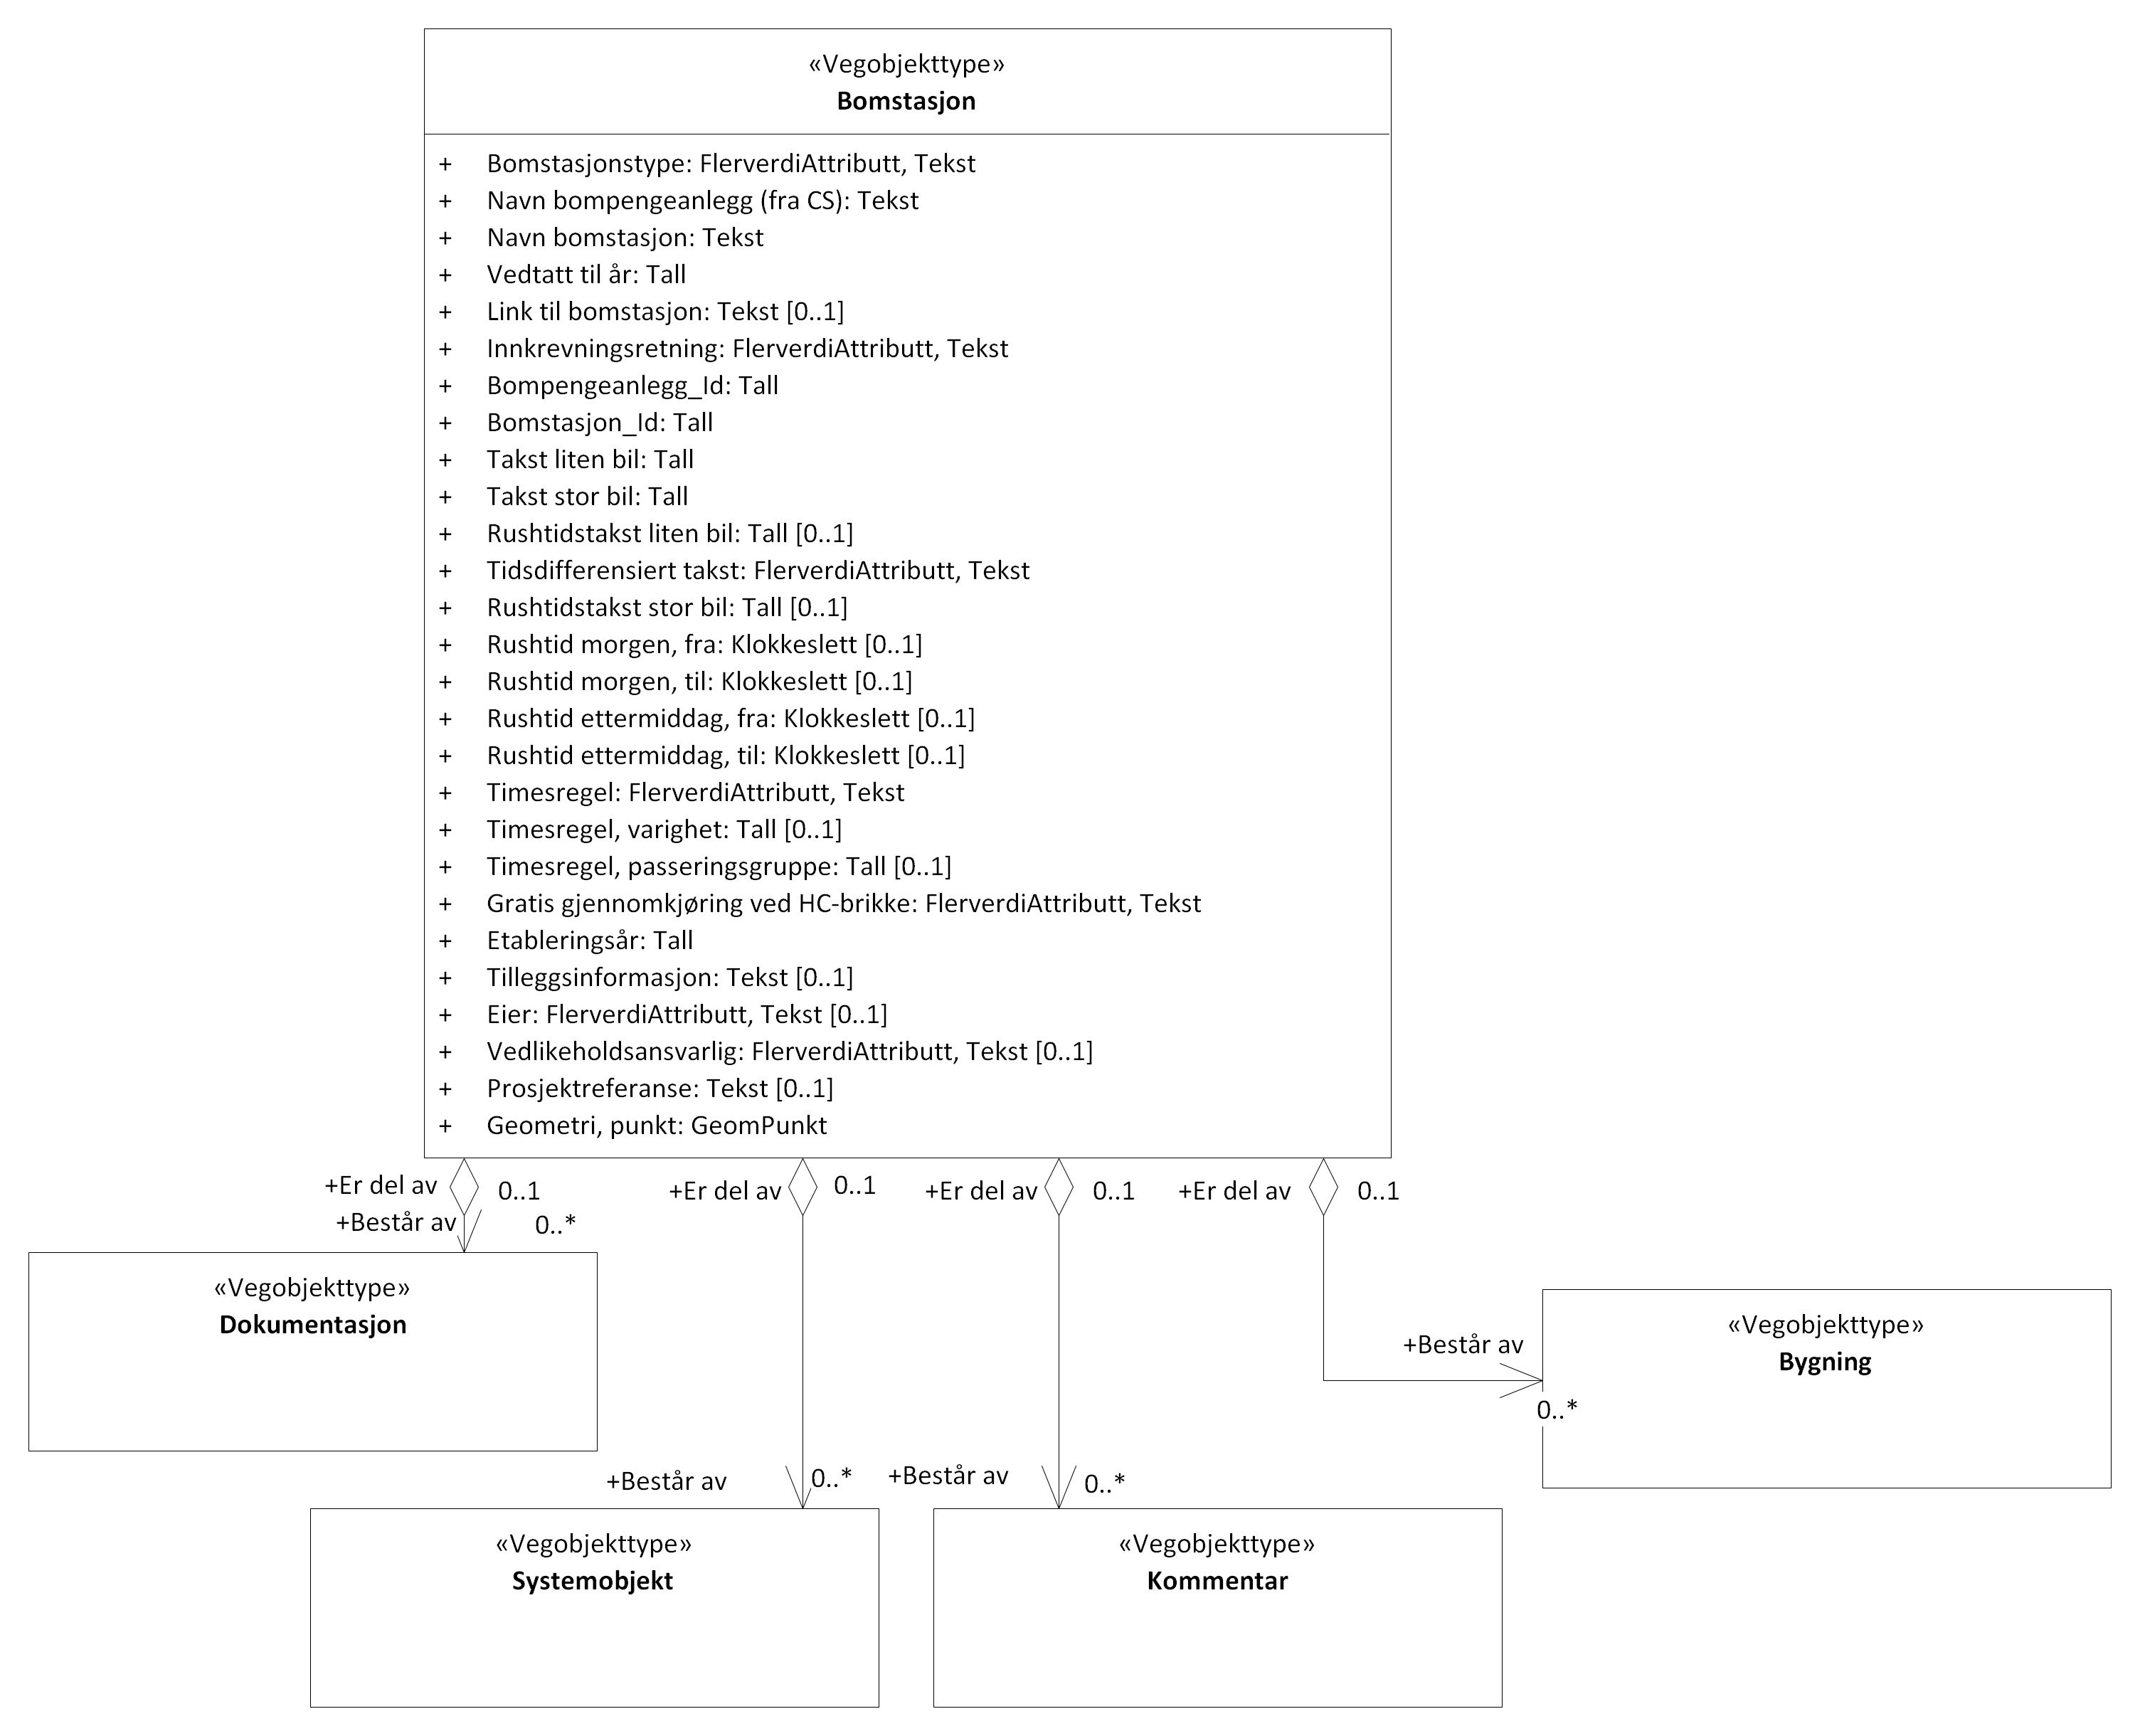 «Vegobjekttype»
Bomstasjon
+ Bomstasjonstype: FlerverdiAttributt, Tekst
+ Navn bompengeanlegg (fra CS): Tekst
+ Navn bomstasjon: Tekst
+ Vedtatt til år: Tall
+ Link til bomstasjon: Tekst [0..1]
+ Innkrevningsretning: FlerverdiAttributt, Tekst
+ Bompengeanlegg_Id: Tall
+ Bomstasjon_Id: Tall
+ Takst liten bil: Tall
+ Takst stor bil: Tall
+ Rushtidstakst liten bil: Tall [0..1]
+ Tidsdifferensiert takst: FlerverdiAttributt, Tekst
+ Rushtidstakst stor bil: Tall [0..1]
+ Rushtid morgen, fra: Klokkeslett [0..1]
+ Rushtid morgen, til: Klokkeslett [0..1]
+ Rushtid ettermiddag, fra: Klokkeslett [0..1]
+ Rushtid ettermiddag, til: Klokkeslett [0..1]
+ Timesregel: FlerverdiAttributt, Tekst
+ Timesregel, varighet: Tall [0..1]
+ Timesregel, passeringsgruppe: Tall [0..1]
+ Gratis gjennomkjøring ved HC-brikke: FlerverdiAttributt, Tekst
+ Etableringsår: Tall
+ Tilleggsinformasjon: Tekst [0..1]
+ Eier: FlerverdiAttributt, Tekst [0..1]
+ Vedlikeholdsansvarlig: FlerverdiAttributt, Tekst [0..1]
+ Prosjektreferanse: Tekst [0..1]
+ Geometri, punkt: GeomPunkt
+Er del av 0..1 +Er del av 0..1 +Er del av 0..1 +Er del av 0..1
+Består av 0..*
«Vegobjekttype»
Dokumentasjon
«Vegobjekttype»
+Består av
Bygning
0..*
+Består av 0..* +Består av 0..*
«Vegobjekttype»
Systemobjekt
«Vegobjekttype»
Kommentar